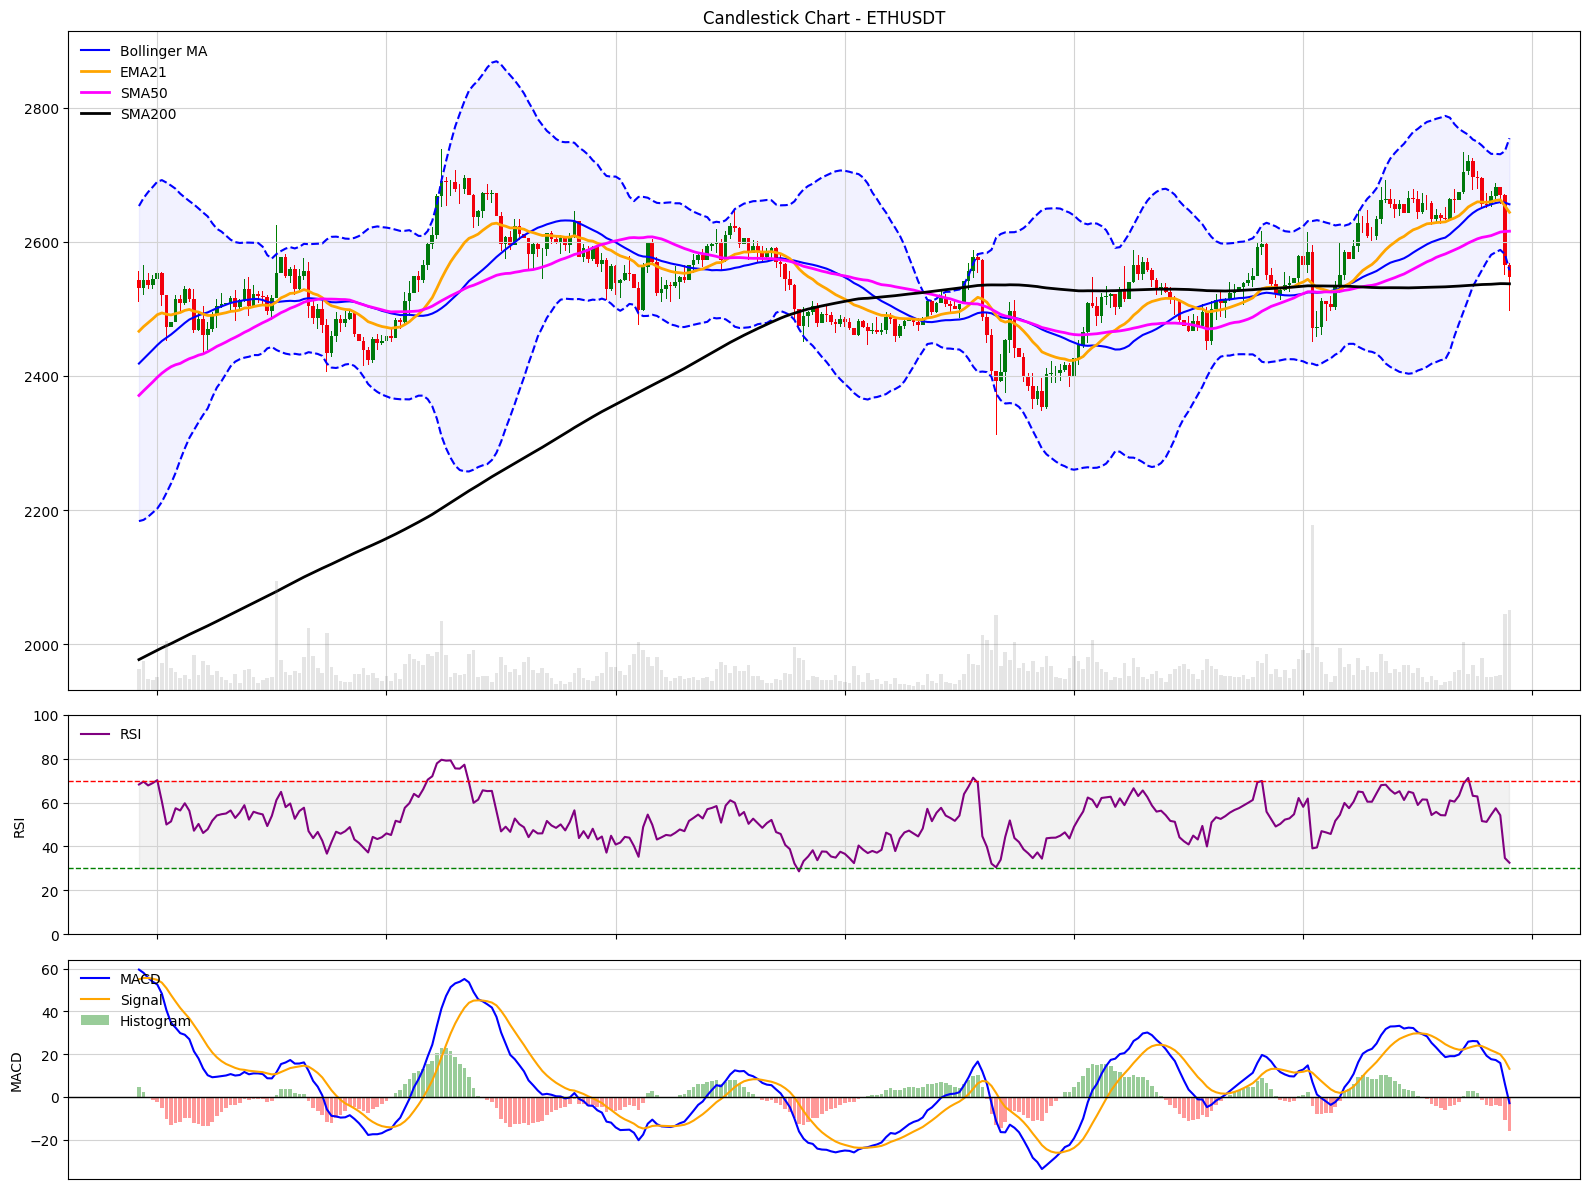 Candlestick Chart - ETHUSDT
Bollinger MA
EMA21
SMA50
SMA200
2800
2600
2400
2200
2000
RSI
100
80
60
40
20
0
RSI
MACD
Signal
Histogram
60
40
20
0
−20
MACD